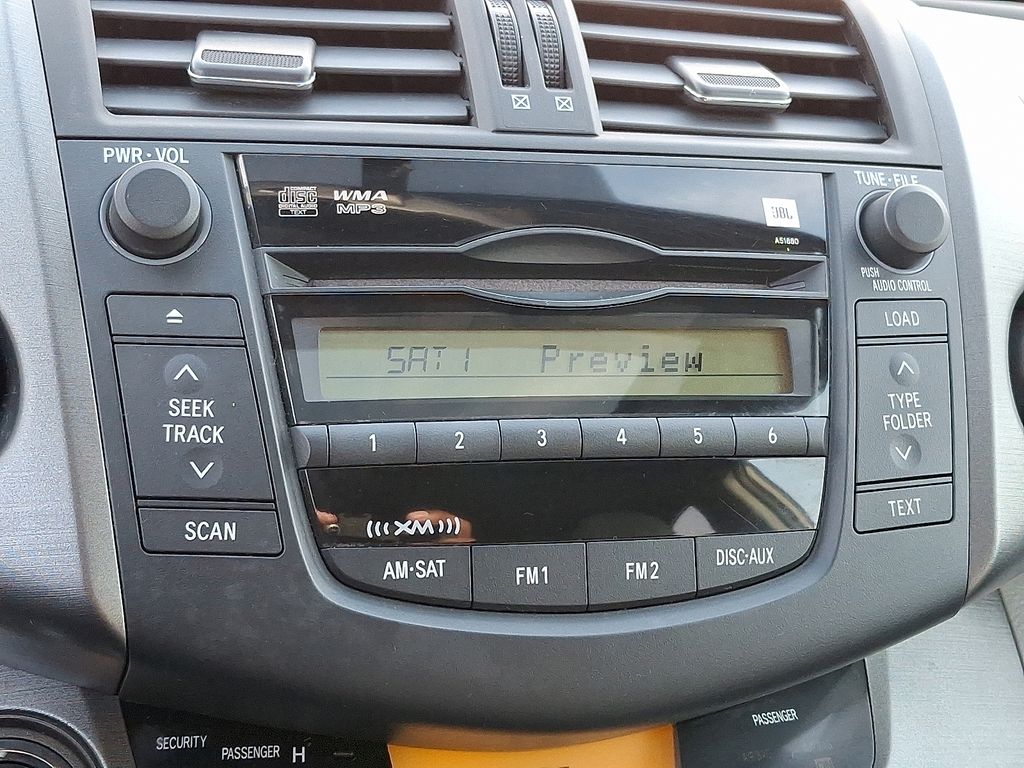 PWR·VOL
COMPACT
disc
DIGITAL AUDIO
TEXT
WMA
MP3
JBL
A51860
TUNE·FILE
PUSH
AUDIO CONTROL
LOAD
SAT1 Preview
SEEK
TRACK
TYPE
FOLDER
1 2 3 4 5 6
SCAN
TEXT
(((XM)))
AM·SAT
FM1
FM2
DISC·AUX
SECURITY
PASSENGER
H
PASSENGER